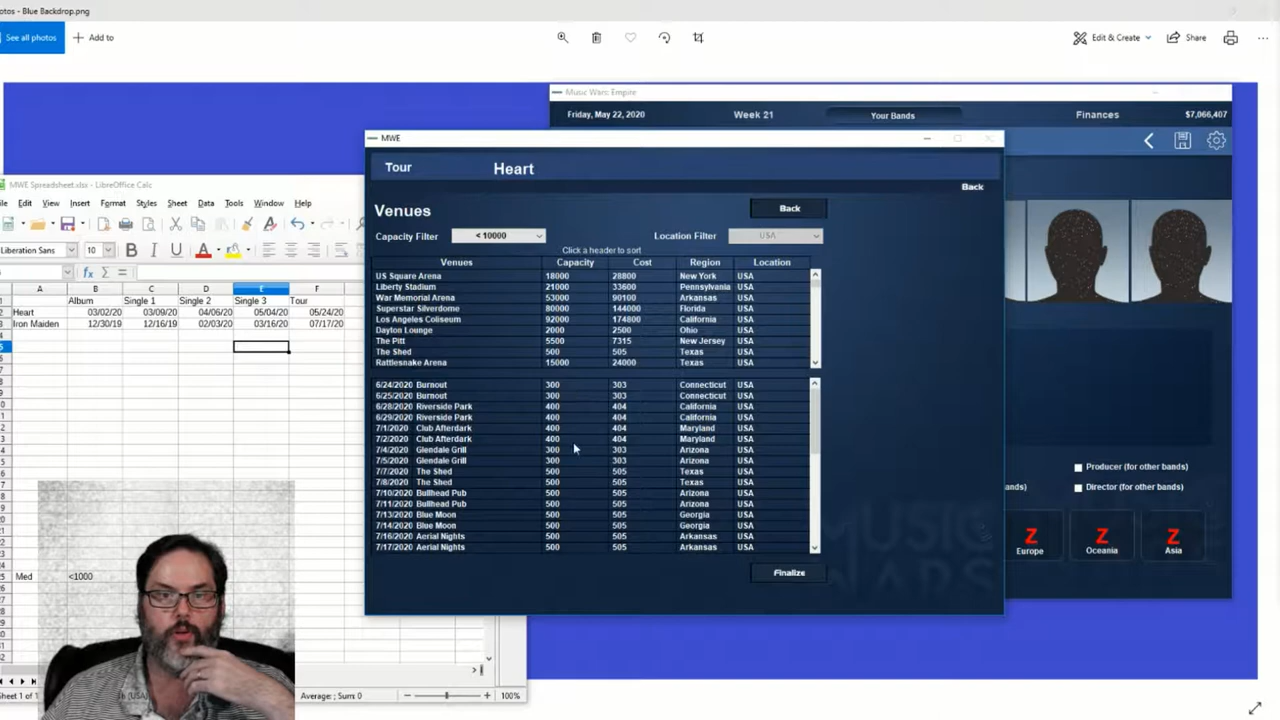 otos - Blue Backdrop.png
See all photos
Add to
Edit & Create
Share
Music Wars: Empire
Friday, May 22, 2020 Week 21 Your Bands Finances $7,066,407
MWE
Tour Heart
Back
Venues
Back
Capacity Filter < 10000 Location Filter USA
Click a header to sort
Venues Capacity Cost Region Location
US Square Arena 18000 28800 New York USA
Liberty Stadium 21000 33600 Pennsylvania USA
War Memorial Arena 53000 90100 Arkansas USA
Superstar Silverdome 80000 144000 Florida USA
Los Angeles Coliseum 92000 174800 California USA
Dayton Lounge 2000 2500 Ohio USA
The Pitt 5500 7315 New Jersey USA
The Shed 500 505 Texas USA
Rattlesnake Arena 15000 24000 Texas USA
6/24/2020 Burnout 300 303 Connecticut USA
6/25/2020 Burnout 300 303 Connecticut USA
6/28/2020 Riverside Park 400 404 California USA
6/29/2020 Riverside Park 400 404 California USA
7/1/2020 Club Afterdark 400 404 Maryland USA
7/2/2020 Club Afterdark 400 404 Maryland USA
7/4/2020 Glendale Grill 300 303 Arizona USA
7/5/2020 Glendale Grill 300 303 Arizona USA
7/7/2020 The Shed 500 505 Texas USA
7/8/2020 The Shed 500 505 Texas USA
7/10/2020 Bullhead Pub 500 505 Arizona USA
7/11/2020 Bullhead Pub 500 505 Arizona USA
7/13/2020 Blue Moon 500 505 Georgia USA
7/14/2020 Blue Moon 500 505 Georgia USA
7/16/2020 Aerial Nights 500 505 Arkansas USA
7/17/2020 Aerial Nights 500 505 Arkansas USA
Finalize
MWE Spreadsheet.xlsx - LibreOffice Calc
ile Edit View Insert Format Styles Sheet Data Tools Window Help
Liberation Sans 10
A B C D E F
Album Single 1 Single 2 Single 3 Tour
Heart 03/02/20 03/09/20 04/06/20 05/04/20 05/24/20
Iron Maiden 12/30/19 12/16/19 02/03/20 03/16/20 07/17/20
Med <1000
Sheet 1 of
(USA)
Average: ; Sum: 0
100%
Producer (for other bands)
ands)
Director (for other bands)
Z Z Z
Europe Oceania Asia
MUSIC
WARS